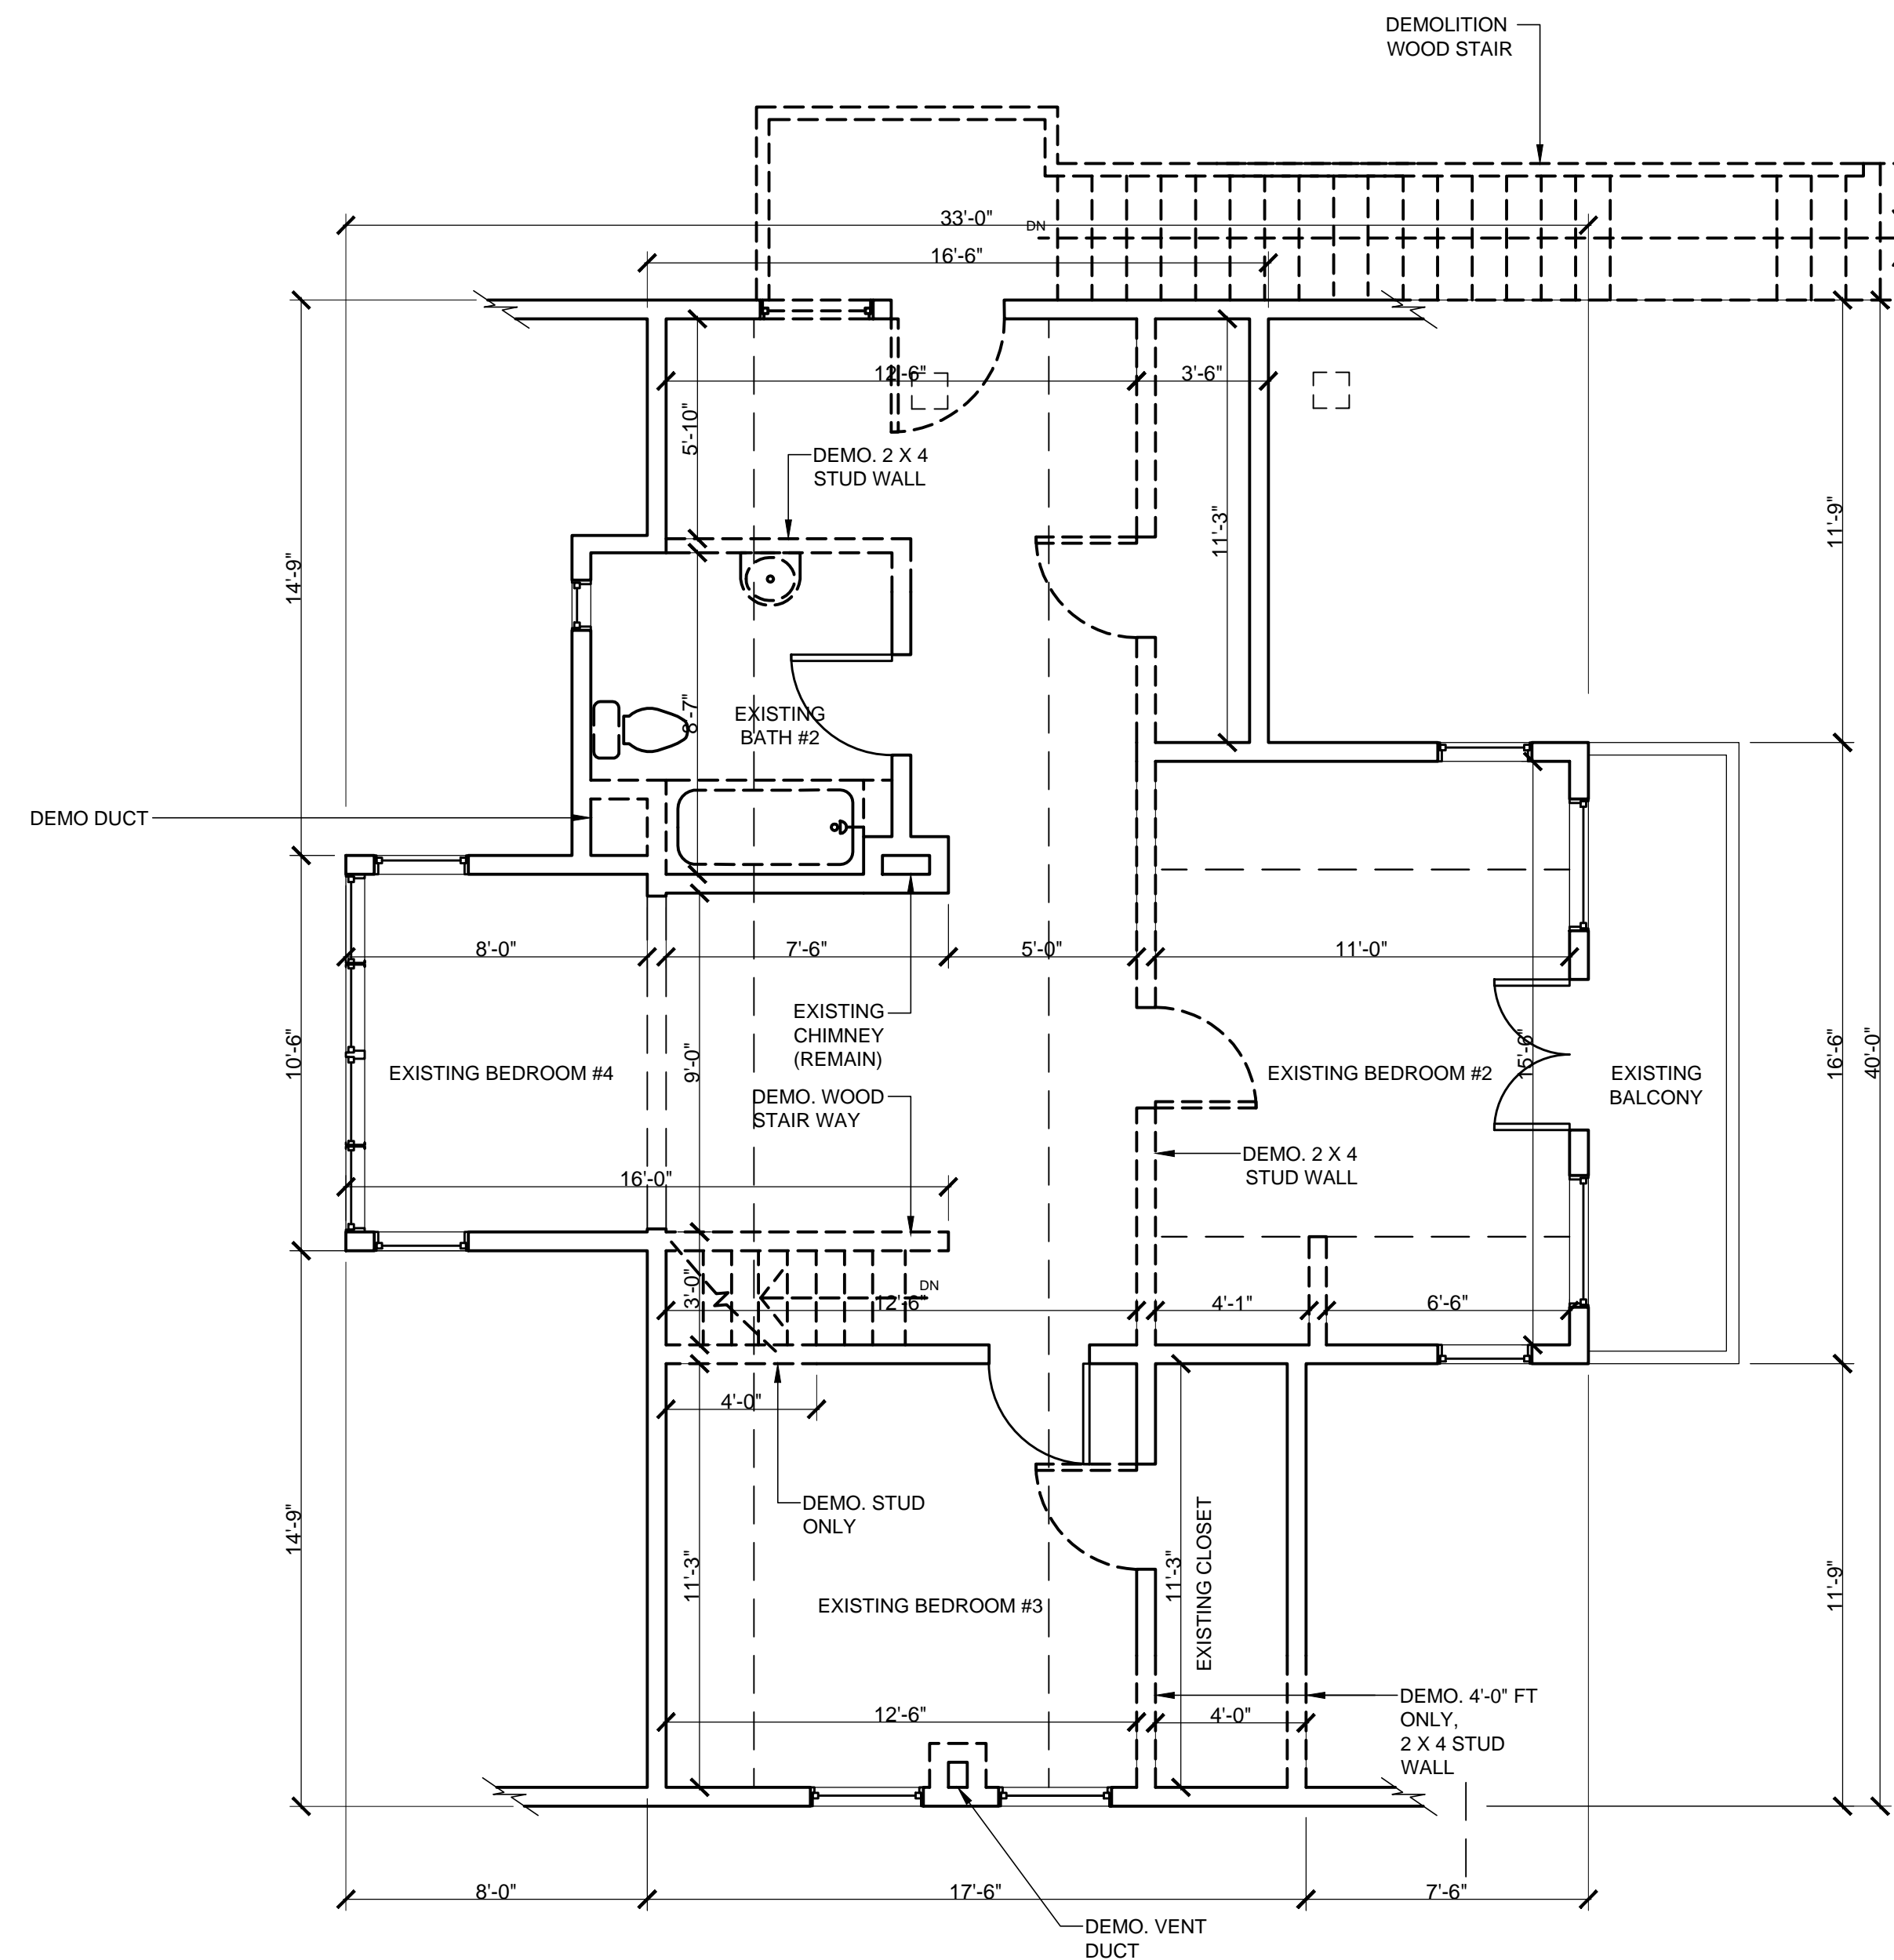 DEMOLITION
WOOD STAIR
33'-0"
DN
16'-6"
12'-6"
3'-6"
5'-10"
DEMO. 2 X 4
STUD WALL
11'-3"
11'-9"
14'-9"
8'-7"
EXISTING
BATH #2
DEMO DUCT
8'-0"
7'-6"
5'-0"
11'-0"
EXISTING
CHIMNEY
(REMAIN)
10'-6"
9'-0"
15'-6"
16'-6"
40'-0"
EXISTING BEDROOM #4
EXISTING BEDROOM #2
EXISTING
BALCONY
DEMO. WOOD
STAIR WAY
DEMO. 2 X 4
STUD WALL
16'-0"
3'-0"
DN
12'-6"
4'-1"
6'-6"
4'-0"
DEMO. STUD
ONLY
14'-9"
11'-3"
11'-3"
EXISTING CLOSET
11'-9"
EXISTING BEDROOM #3
DEMO. 4'-0" FT
ONLY,
2 X 4 STUD
WALL
12'-6"
4'-0"
8'-0"
17'-6"
7'-6"
DEMO. VENT
DUCT